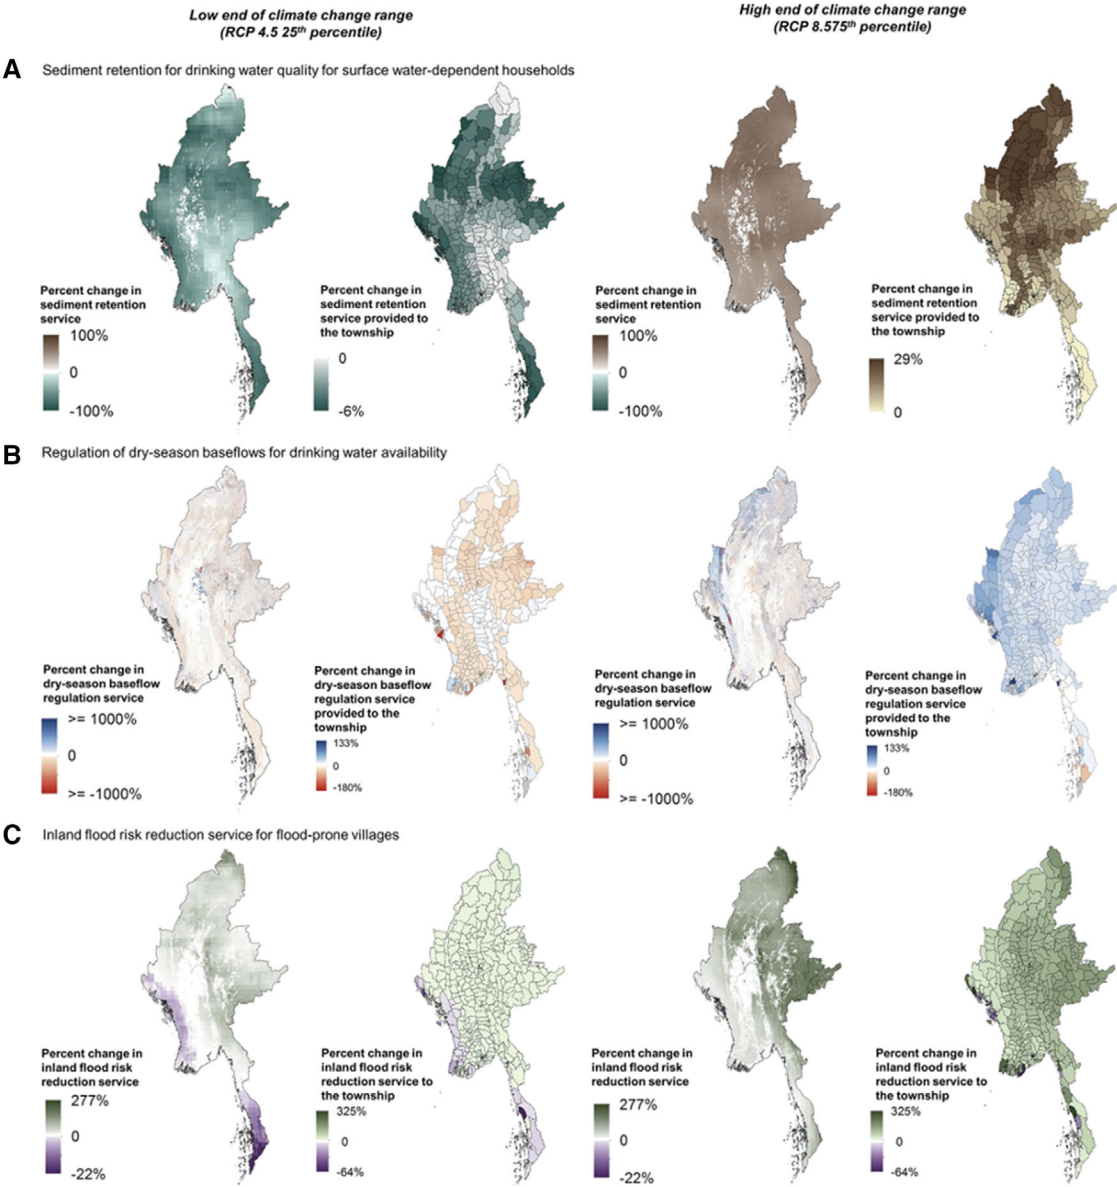 Low end of climate change range
(RCP 4.5 25th percentile)
High end of climate change range
(RCP 8.575th percentile)
A
Sediment retention for drinking water quality for surface water-dependent households
Percent change in
sediment retention
service
100%
0
-100%
Percent change in
sediment retention
service provided to
the township
0
-6%
Percent change in
sediment retention
service
100%
0
-100%
Percent change in
sediment retention
service provided to
the township
29%
0
B
Regulation of dry-season baseflows for drinking water availability
Percent change in
dry-season baseflow
regulation service
>= 1000%
0
>= -1000%
Percent change in
dry-season baseflow
regulation service
provided to the
township
133%
0
-180%
Percent change in
dry-season baseflow
regulation service
>= 1000%
0
>= -1000%
Percent change in
dry-season baseflow
regulation service
provided to the
township
133%
0
-180%
C
Inland flood risk reduction service for flood-prone villages
Percent change in
inland flood risk
reduction service
277%
0
-22%
Percent change in
inland flood risk
reduction service to
the township
325%
0
-64%
Percent change in
inland flood risk
reduction service
277%
0
-22%
Percent change in
inland flood risk
reduction service to
the township
325%
0
-64%